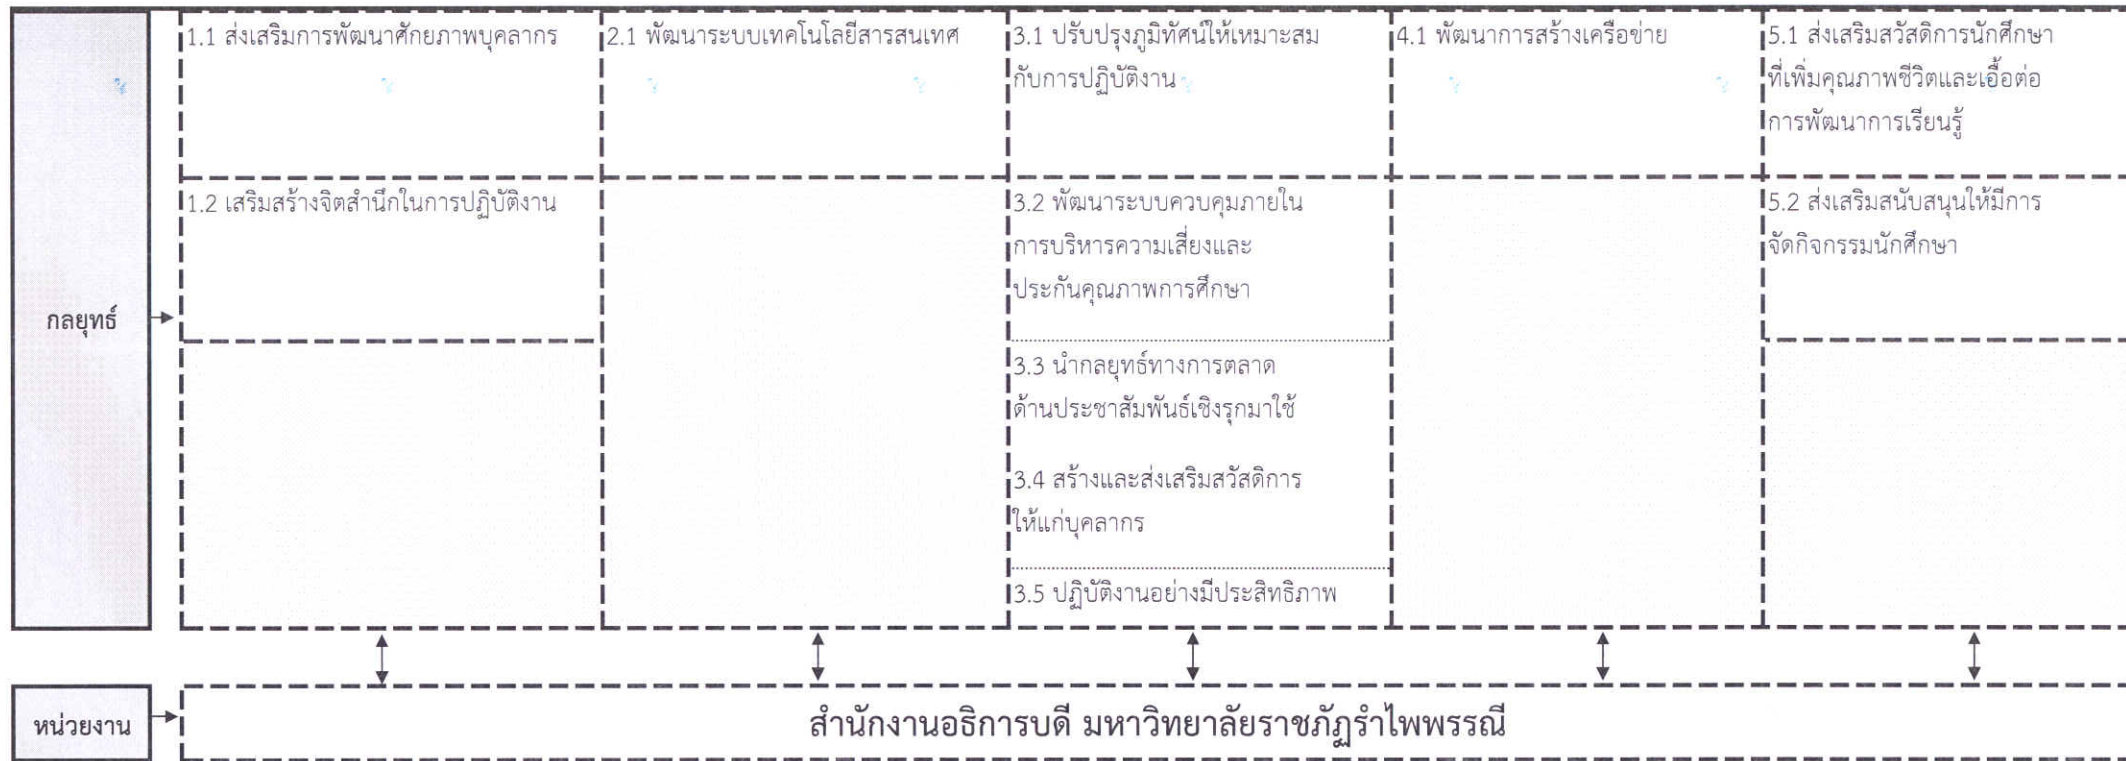 กลยุทธ์
1.1 ส่งเสริมการพัฒนาศักยภาพบุคลากร
1.2 เสริมสร้างจิตสำนึกในการปฏิบัติงาน
2.1 พัฒนาระบบเทคโนโลยีสารสนเทศ
3.1 ปรับปรุงภูมิทัศน์ให้เหมาะสม
กับการปฏิบัติงาน
3.2 พัฒนาระบบควบคุมภายใน
การบริหารความเสี่ยงและ
ประกันคุณภาพการศึกษา
3.3 นำกลยุทธ์ทางการตลาด
ด้านประชาสัมพันธ์เชิงรุกมาใช้
3.4 สร้างและส่งเสริมสวัสดิการ
ให้แก่บุคลากร
3.5 ปฏิบัติงานอย่างมีประสิทธิภาพ
4.1 พัฒนาการสร้างเครือข่าย
5.1 ส่งเสริมสวัสดิการนักศึกษา
ที่เพิ่มคุณภาพชีวิตและเอื้อต่อ
การพัฒนาการเรียนรู้
5.2 ส่งเสริมสนับสนุนให้มีการ
จัดกิจกรรมนักศึกษา
หน่วยงาน
สำนักงานอธิการบดี มหาวิทยาลัยราชภัฏรำไพพรรณี